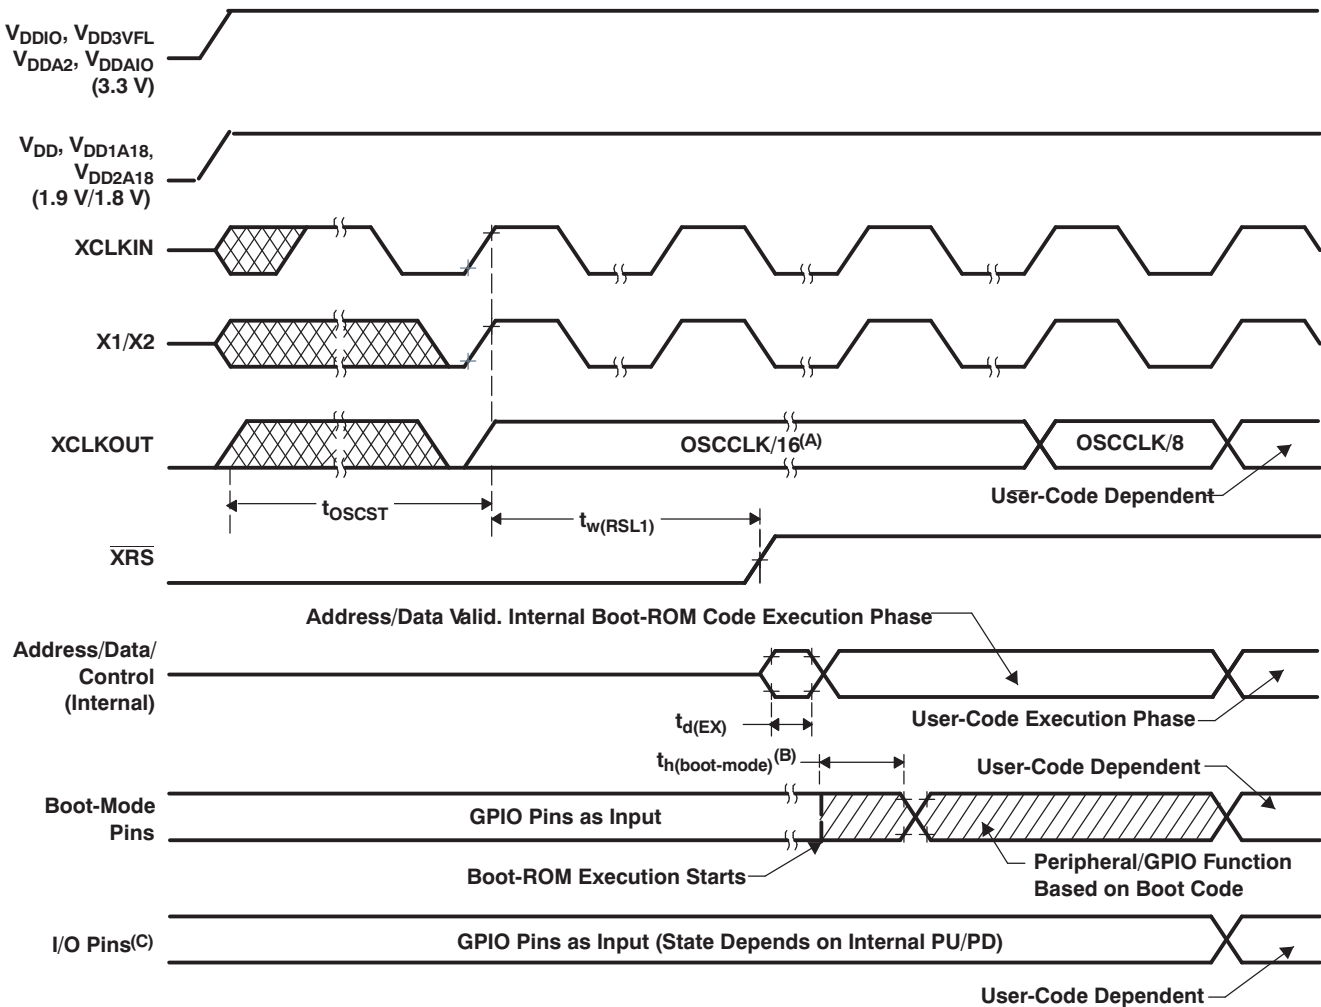 VDDIO, VDD3VFL
VDDA2, VDDAIO
(3.3 V)
VDD, VDD1A18,
VDD2A18
(1.9 V/1.8 V)
XCLKIN
X1/X2
XCLKOUT
OSCCLK/16(A)
OSCCLK/8
User-Code Dependent
tOSCST
tw(RSL1)
XRS
Address/Data Valid. Internal Boot-ROM Code Execution Phase
Address/Data/
Control
(Internal)
td(EX)
User-Code Execution Phase
th(boot-mode)(B)
User-Code Dependent
Boot-Mode
Pins
GPIO Pins as Input
Boot-ROM Execution Starts
Peripheral/GPIO Function
Based on Boot Code
I/O Pins(C)
GPIO Pins as Input (State Depends on Internal PU/PD)
User-Code Dependent